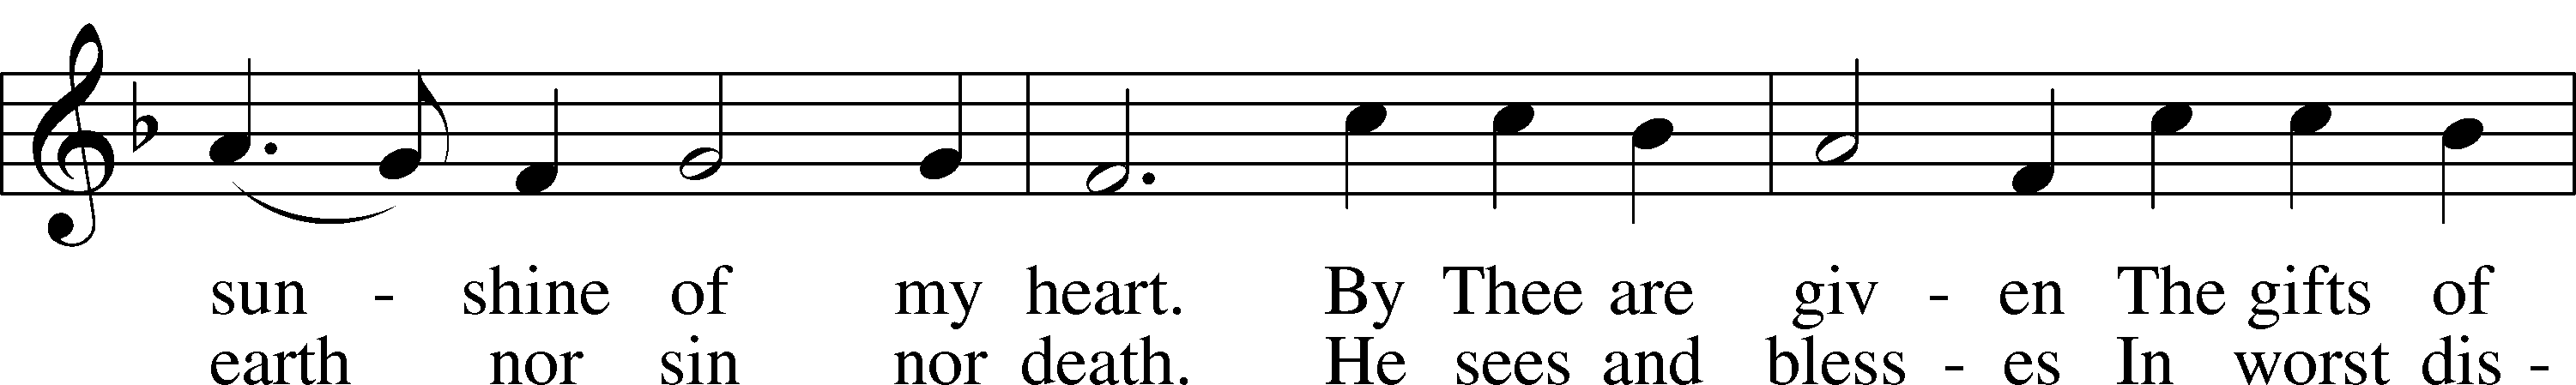 sun - shine of my heart. By Thee are giv - en The gifts of
earth nor sin nor death. He sees and bless - es In worst dis -